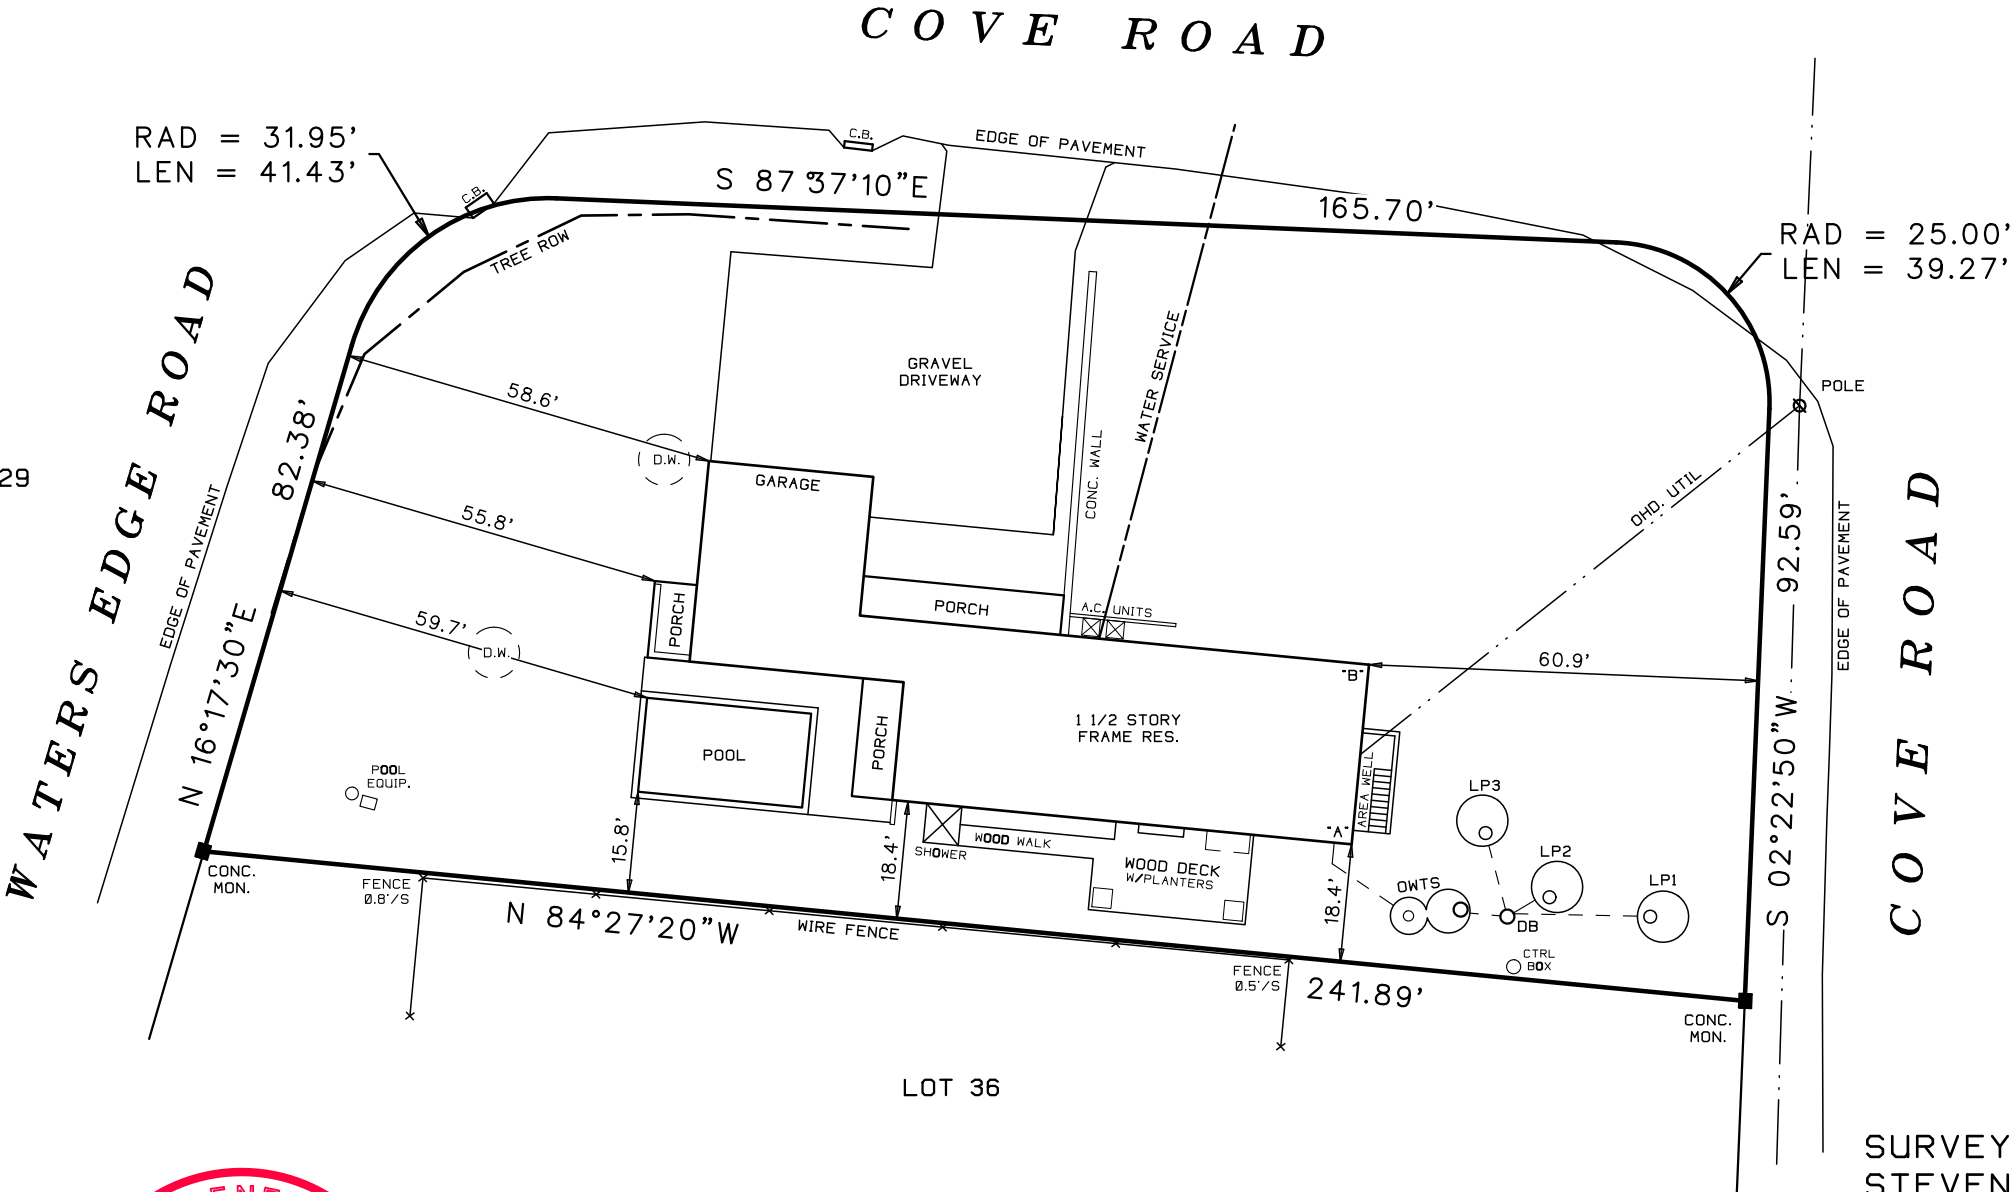 COVE ROAD
RAD = 31.95'
LEN = 41.43'
C.B.
C.B.
EDGE OF PAVEMENT
S 87°37'10"E
165.70'
RAD = 25.00'
LEN = 39.27'
TREE ROW
WATERS EDGE ROAD
EDGE OF PAVEMENT
82.38'
N 16°17'30"E
29
58.6'
55.8'
59.7'
D.W.
D.W.
GRAVEL
DRIVEWAY
GARAGE
CONC. WALL
WATER SERVICE
POLE
OHD. UTIL
92.59'
S 02°22'50"W
EDGE OF PAVEMENT
COVE ROAD
PORCH
PORCH
A.C. UNITS
60.9'
"B"
1 1/2 STORY
FRAME RES.
PORCH
POOL
POOL
EQUIP.
AREA WELL
"A"
LP3
LP2
LP1
OWTS
DB
CTRL
BOX
15.8'
18.4'
18.4'
SHOWER
WOOD WALK
WOOD DECK
W/PLANTERS
CONC.
MON.
FENCE
0.8'/S
N 84°27'20"W
WIRE FENCE
FENCE
0.5'/S
241.89'
CONC.
MON.
LOT 36
SURVEY
STEVEN